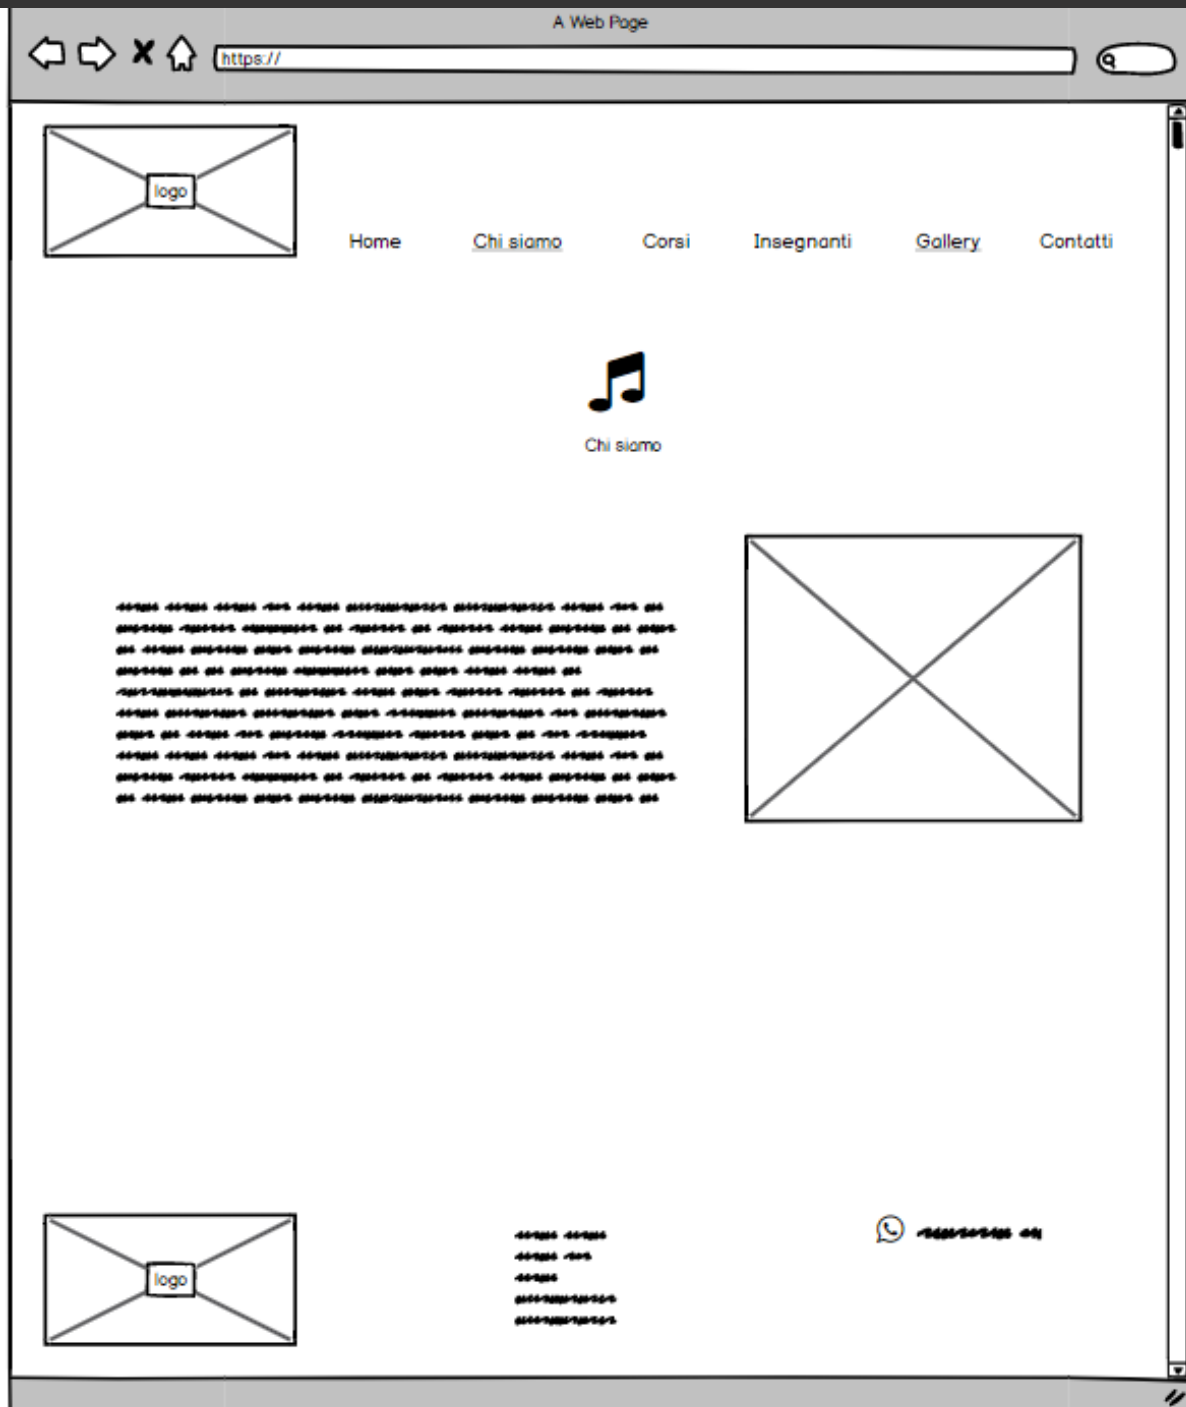 A Web Page
https://
logo
Home Chi siamo Corsi Insegnanti Gallery Contatti
Chi siamo
logo